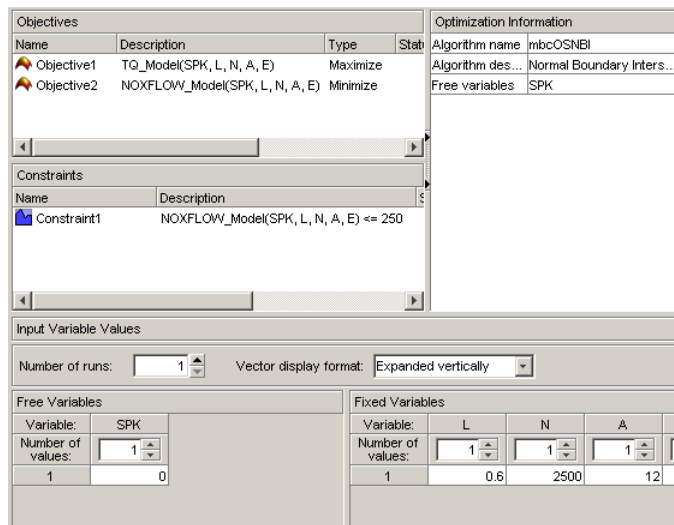 Objectives
Name Description Type Statu
Objective1 TQ_Model(SPK, L, N, A, E) Maximize
Objective2 NOXFLOW_Model(SPK, L, N, A, E) Minimize
Optimization Information
Algorithm name mbcOSNBI
Algorithm des... Normal Boundary Inters...
Free variables SPK
Constraints
Name Description S
Constraint1 NOXFLOW_Model(SPK, L, N, A, E) <= 250
Input Variable Values
Number of runs: 1 Vector display format: Expanded vertically
Free Variables
Variable: SPK
Number of values: 1
1 0
Fixed Variables
Variable: L N A
Number of values: 1 1 1
1 0.6 2500 12